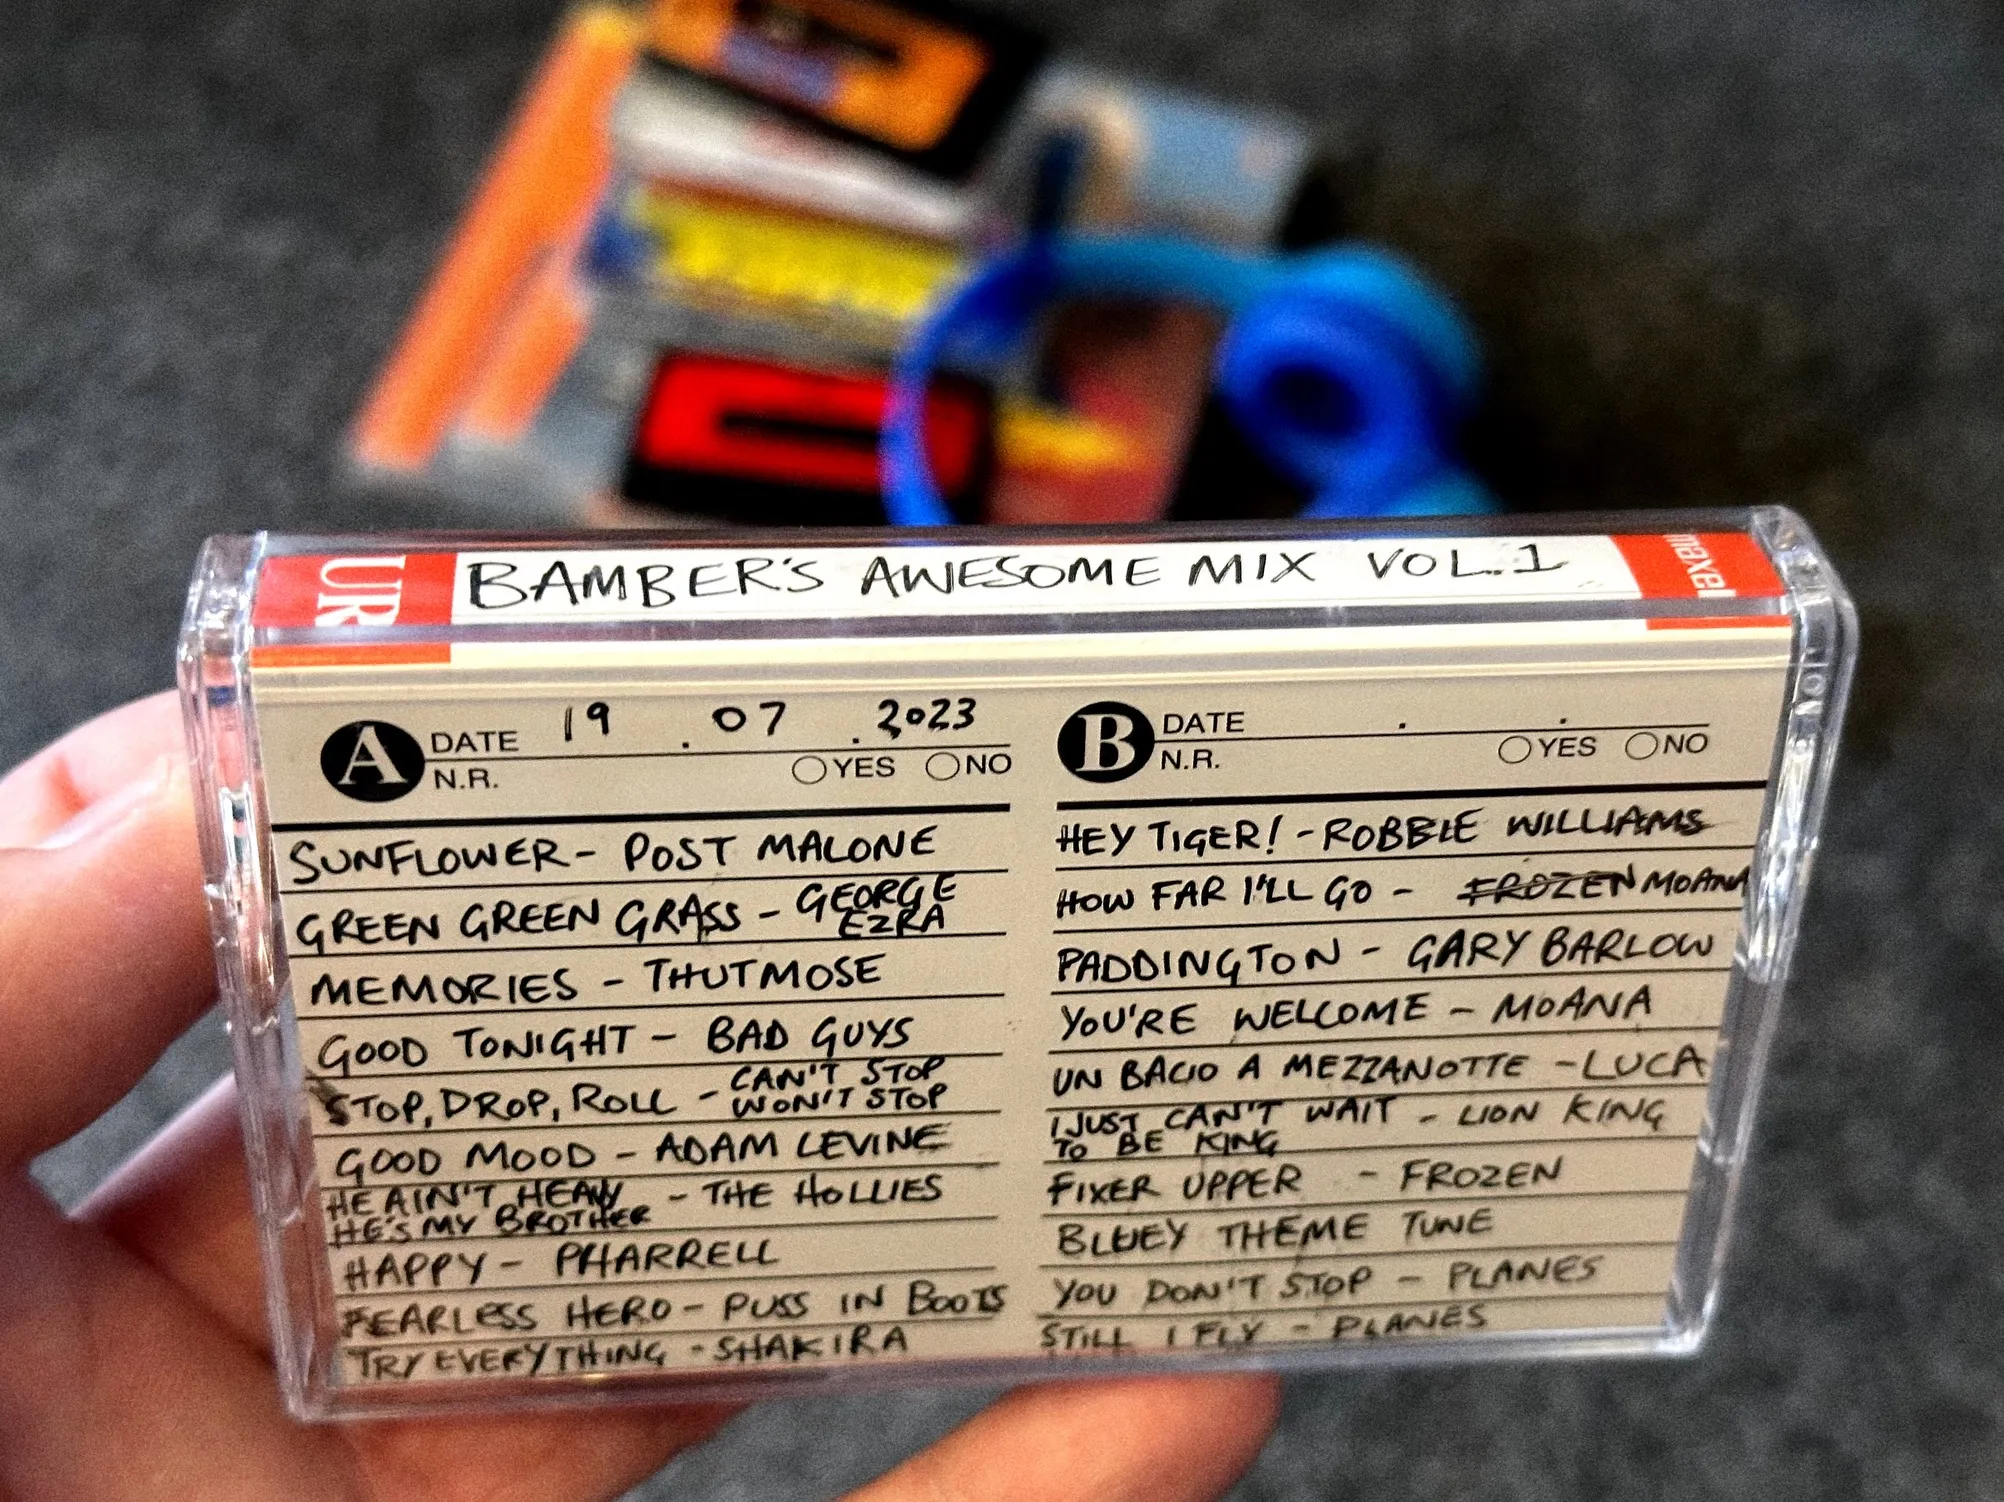 UR BAMBER'S AWESOME MIX VOL.1 maxell
A DATE 19 . 07 . 2023
N.R. YES NO
SUNFLOWER - POST MALONE
GREEN GREEN GRASS - GEORGE EZRA
MEMORIES - THUTMOSE
GOOD TONIGHT - BAD GUYS
STOP, DROP, ROLL - CAN'T STOP WON'T STOP
GOOD MOOD - ADAM LEVINE
HE AIN'T HEAVY HE'S MY BROTHER - THE HOLLIES
HAPPY - PHARRELL
FEARLESS HERO - PUSS IN BOOTS
TRY EVERYTHING - SHAKIRA
B DATE . .
N.R. YES NO
HEY TIGER! - ROBBIE WILLIAMS
HOW FAR I'LL GO - FROZEN MOANA
PADDINGTON - GARY BARLOW
YOU'RE WELCOME - MOANA
UN BACIO A MEZZANOTTE - LUCA
I JUST CAN'T WAIT TO BE KING - LION KING
FIXER UPPER - FROZEN
BLUEY THEME TUNE
YOU DON'T STOP - PLANES
STILL I FLY - PLANES